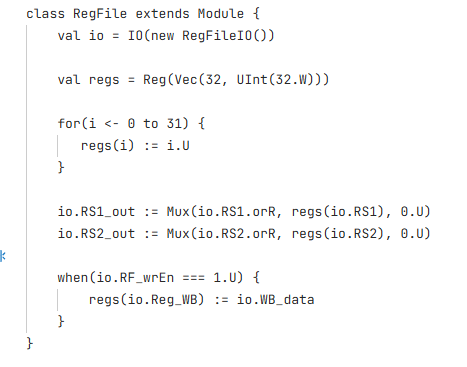 class RegFile extends Module {
    val io = IO(new RegFileIO())
    val regs = Reg(Vec(32, UInt(32.W)))
    for(i <- 0 to 31) {
       regs(i) := i.U
    }
    io.RS1_out := Mux(io.RS1.orR, regs(io.RS1), 0.U)
    io.RS2_out := Mux(io.RS2.orR, regs(io.RS2), 0.U)
    when(io.RF_wrEn === 1.U) {
        regs(io.Reg_WB) := io.WB_data
    }
}